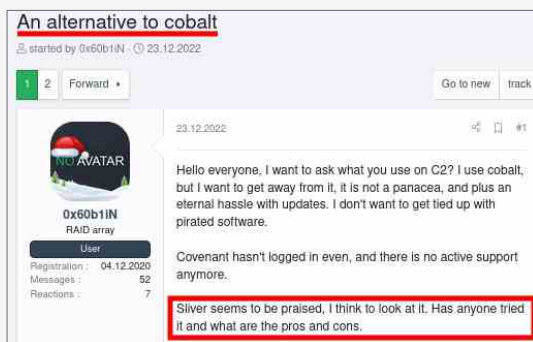 An alternative to cobalt
started by 0x60b1iN - 23.12.2022
1 2 Forward
Go to new track
NO AVATAR
0x60b1iN
RAID array
User
Registration : 04.12.2020
Messages : 52
Reactions : 7
23.12.2022 #1
Hello everyone, I want to ask what you use on C2? I use cobalt,
but I want to get away from it, it is not a panacea, and plus an
eternal hassle with updates. I don't want to get tied up with
pirated software.
Covenant hasn't logged in even, and there is no active support
anymore.
Sliver seems to be praised, I think to look at it. Has anyone tried
it and what are the pros and cons.